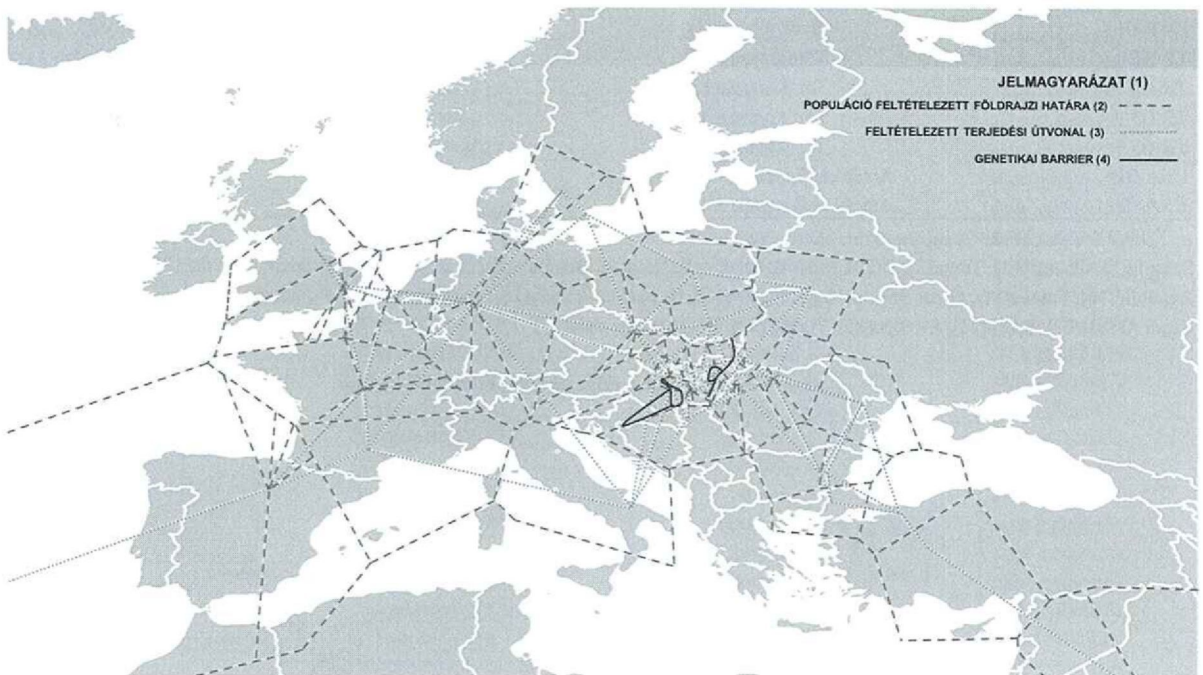 JELMAGYARÁZAT (1)
POPULÁCIÓ FELTÉTELEZETT FÖLDRAJZI HATÁRA (2)
FELTÉTELEZETT TERJEDÉSI ÚTVONAL (3)
GENETIKAI BARRIER (4)